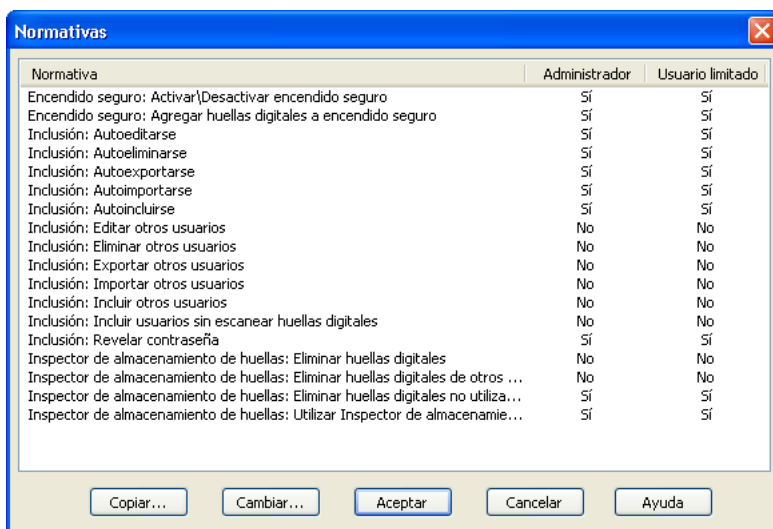 Normativas
Normativa Administrador Usuario limitado
Encendido seguro: Activar\Desactivar encendido seguro Sí Sí
Encendido seguro: Agregar huellas digitales a encendido seguro Sí Sí
Inclusión: Autoeditarse Sí Sí
Inclusión: Autoeliminarse Sí Sí
Inclusión: Autoexportarse Sí Sí
Inclusión: Autoimportarse Sí Sí
Inclusión: Autoincluirse Sí Sí
Inclusión: Editar otros usuarios No No
Inclusión: Eliminar otros usuarios No No
Inclusión: Exportar otros usuarios No No
Inclusión: Importar otros usuarios No No
Inclusión: Incluir otros usuarios No No
Inclusión: Incluir usuarios sin escanear huellas digitales No No
Inclusión: Revelar contraseña Sí Sí
Inspector de almacenamiento de huellas: Eliminar huellas digitales No No
Inspector de almacenamiento de huellas: Eliminar huellas digitales de otros ... No No
Inspector de almacenamiento de huellas: Eliminar huellas digitales no utiliza... Sí Sí
Inspector de almacenamiento de huellas: Utilizar Inspector de almacenamie... Sí Sí
Copiar... Cambiar... Aceptar Cancelar Ayuda